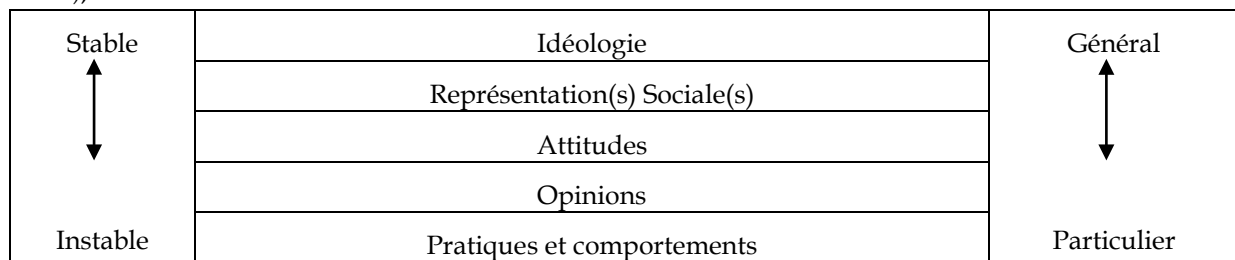 Stable Idéologie Général
Représentation(s) Sociale(s)
Attitudes
Opinions
Instable Pratiques et comportements Particulier